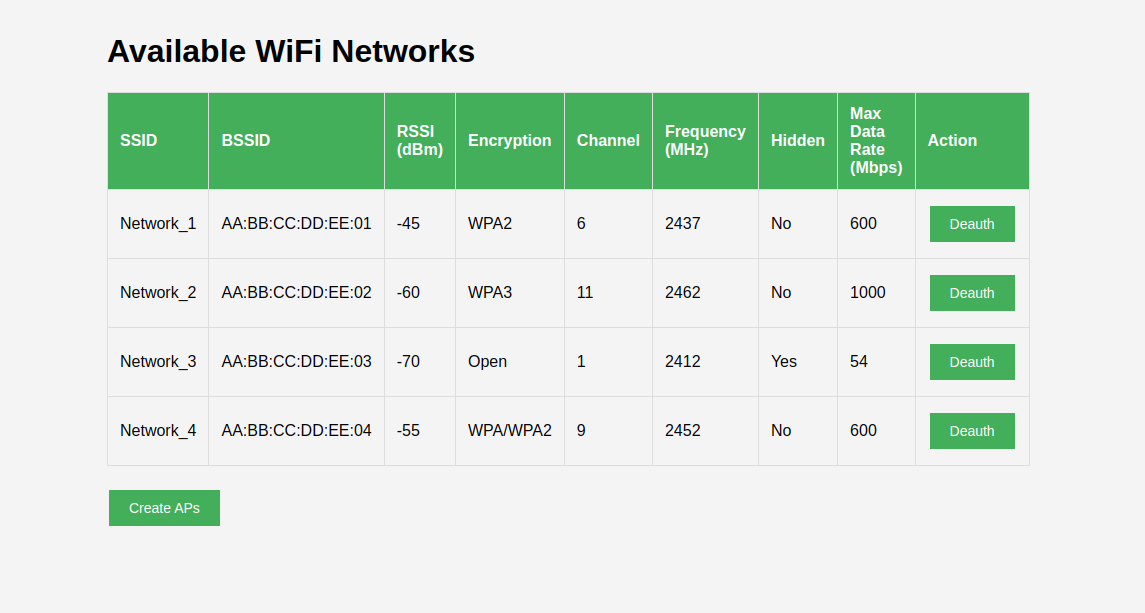 Available WiFi Networks
SSID BSSID RSSI (dBm) Encryption Channel Frequency (MHz) Hidden Max Data Rate (Mbps) Action
Network_1 AA:BB:CC:DD:EE:01 -45 WPA2 6 2437 No 600 Deauth
Network_2 AA:BB:CC:DD:EE:02 -60 WPA3 11 2462 No 1000 Deauth
Network_3 AA:BB:CC:DD:EE:03 -70 Open 1 2412 Yes 54 Deauth
Network_4 AA:BB:CC:DD:EE:04 -55 WPA/WPA2 9 2452 No 600 Deauth
Create APs